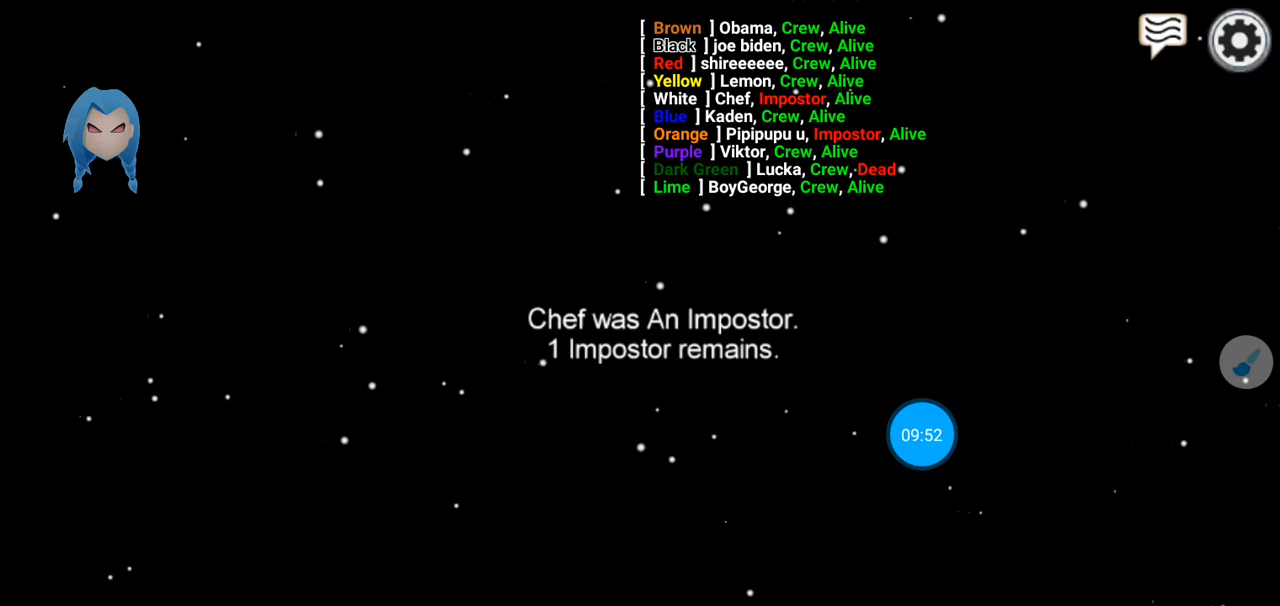 [ Brown ] Obama, Crew, Alive
[ Black ] joe biden, Crew, Alive
[ Red ] shireeeeee, Crew, Alive
[ Yellow ] Lemon, Crew, Alive
[ White ] Chef, Impostor, Alive
[ Blue ] Kaden, Crew, Alive
[ Orange ] Pipipupu u, Impostor, Alive
[ Purple ] Viktor, Crew, Alive
[ Dark Green ] Lucka, Crew, Dead
[ Lime ] BoyGeorge, Crew, Alive
Chef was An Impostor.
1 Impostor remains.
09:52